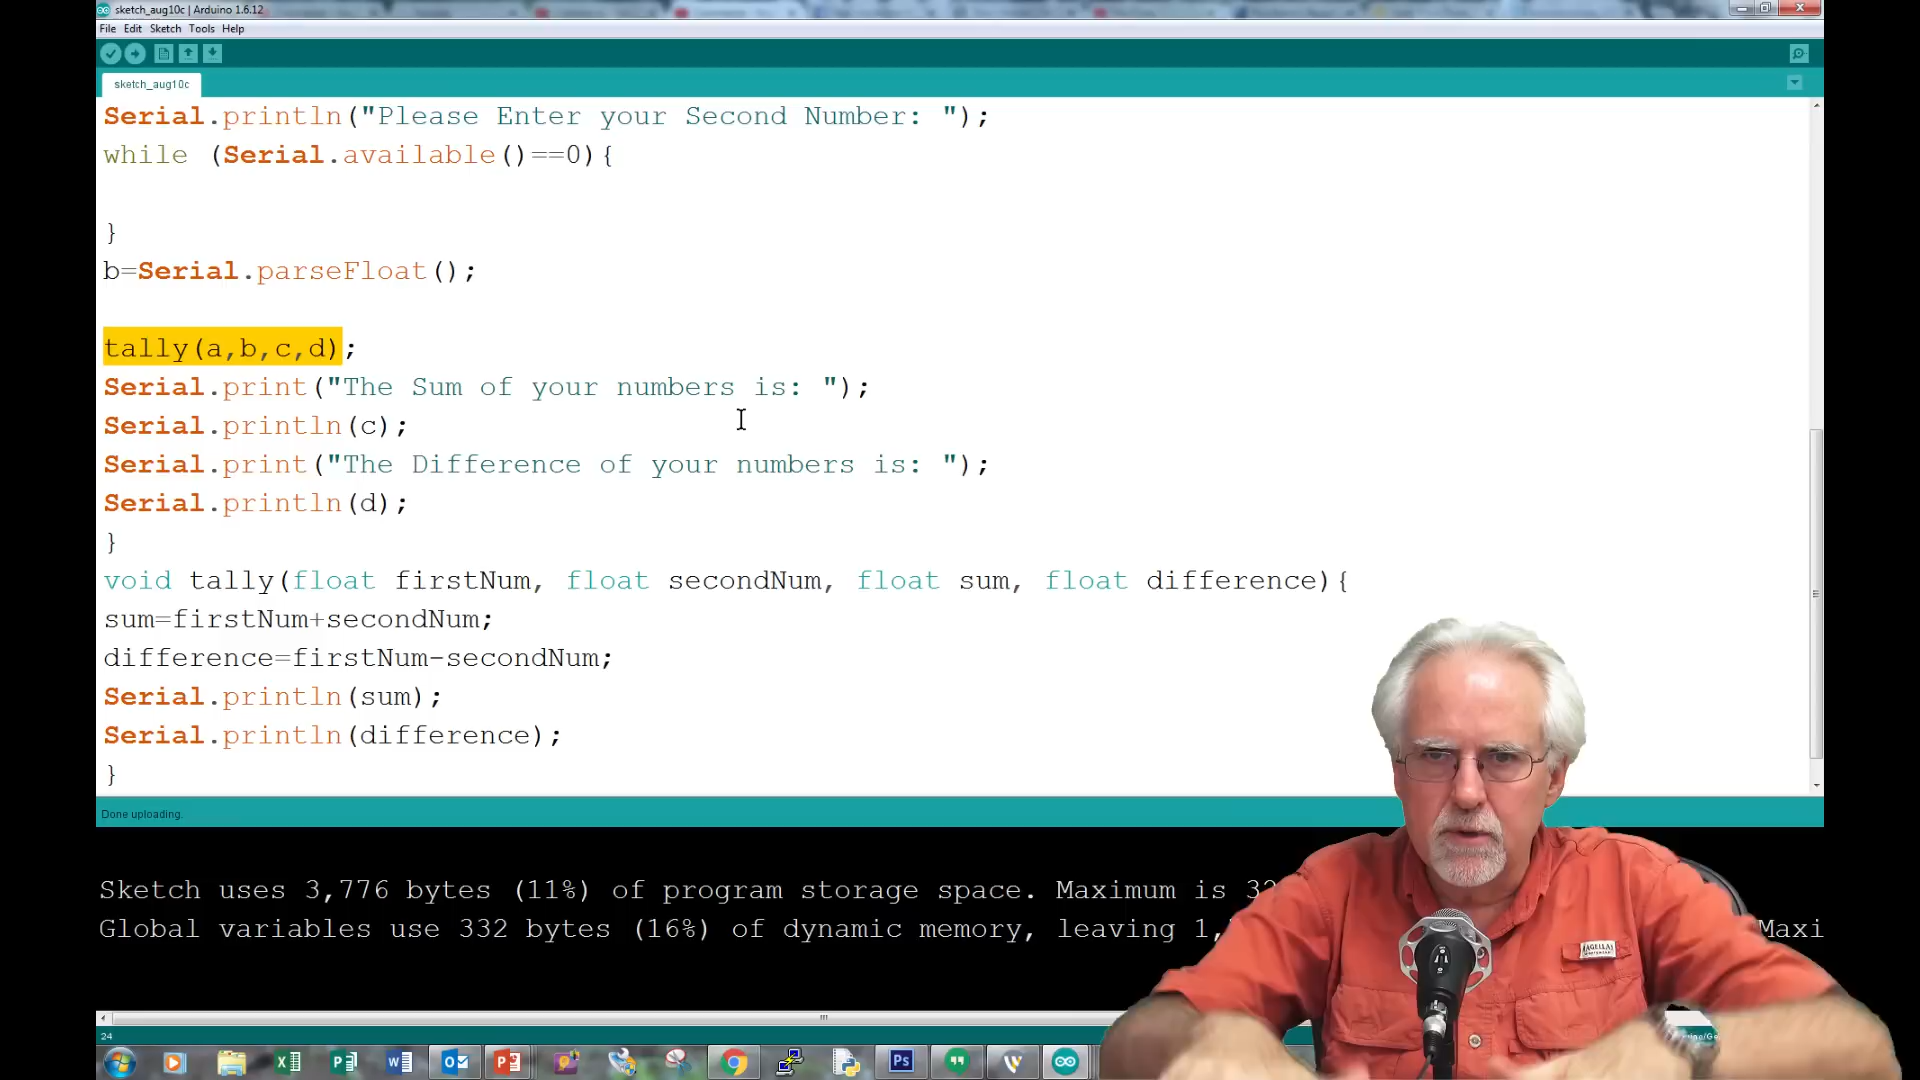 sketch_aug10c | Arduino 1.6.12
File Edit Sketch Tools Help
sketch_aug10c
Serial.println("Please Enter your Second Number: ");
while (Serial.available()==0){
}
b=Serial.parseFloat();
tally(a,b,c,d);
Serial.print("The Sum of your numbers is: ");
Serial.println(c);
Serial.print("The Difference of your numbers is: ");
Serial.println(d);
}
void tally(float firstNum, float secondNum, float sum, float difference){
sum=firstNum+secondNum;
difference=firstNum-secondNum;
Serial.println(sum);
Serial.println(difference);
}
Done uploading.
Sketch uses 3,776 bytes (11%) of program storage space. Maximum is 32
Global variables use 332 bytes (16%) of dynamic memory, leaving 1, Maxi
24